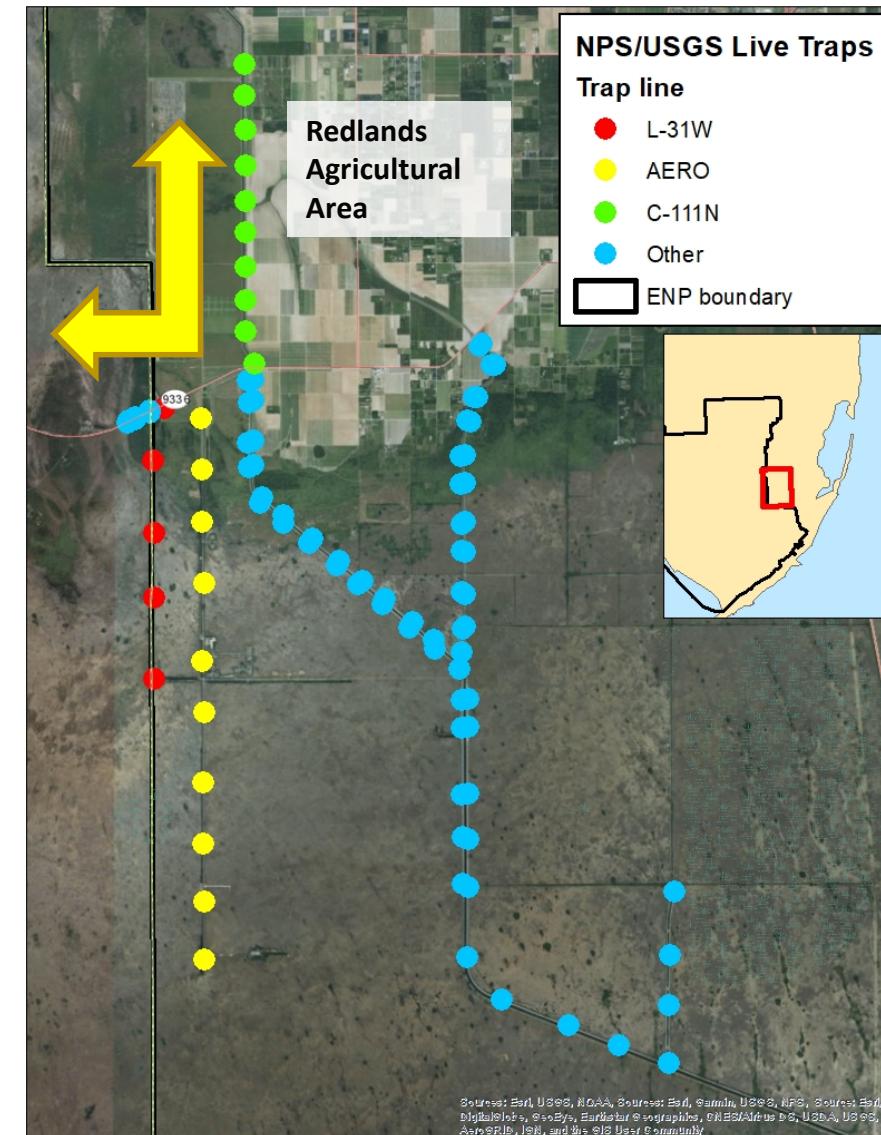 NPS/USGS Live Traps
Trap line
L-31W
AERO
C-111N
Other
ENP boundary
Redlands
Agricultural
Area
9336
Sources: Esri, USGS, NOAA, Sources: Esri, Garmin, USGS, NPS, Source: Esri,
DigitalGlobe, GeoEye, Earthstar Geographics, CNES/Airbus DS, USDA, USGS,
AeroGRID, IGN, and the GIS User Community